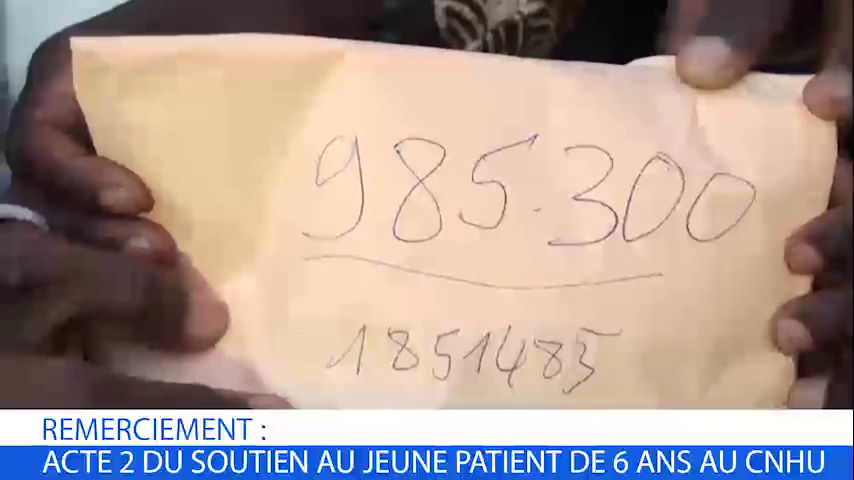 985.300
1851485
REMERCIEMENT :
ACTE 2 DU SOUTIEN AU JEUNE PATIENT DE 6 ANS AU CNHU